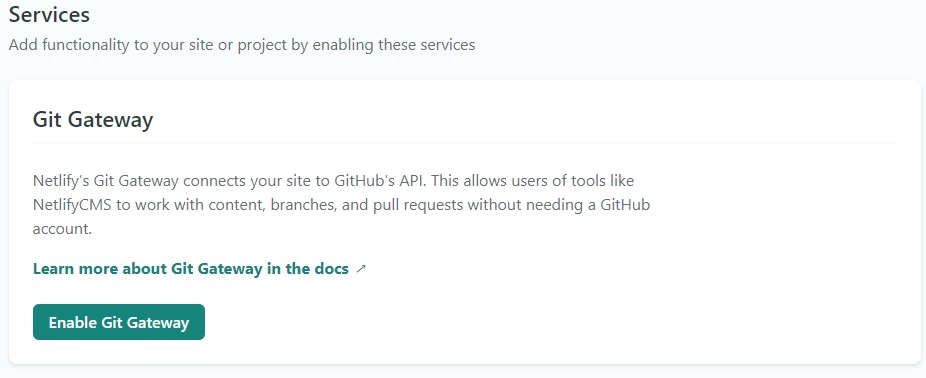 Services
Add functionality to your site or project by enabling these services
Git Gateway
Netlify's Git Gateway connects your site to GitHub's API. This allows users of tools like
NetlifyCMS to work with content, branches, and pull requests without needing a GitHub
account.
Learn more about Git Gateway in the docs ↗
Enable Git Gateway